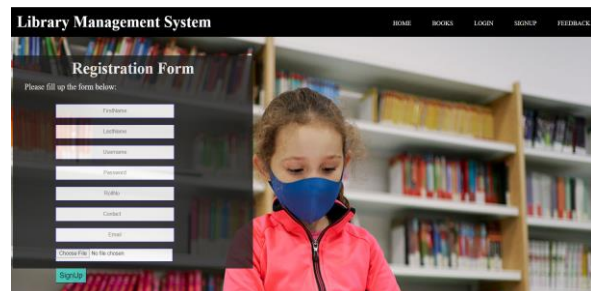 Library Management System
HOME BOOKS LOGIN SIGNUP FEEDBACK
Registration Form
Please fill up the form below:
FirstName
LastName
Username
Password
RollNo
Contact
Email
Choose File No file chosen
SignUp